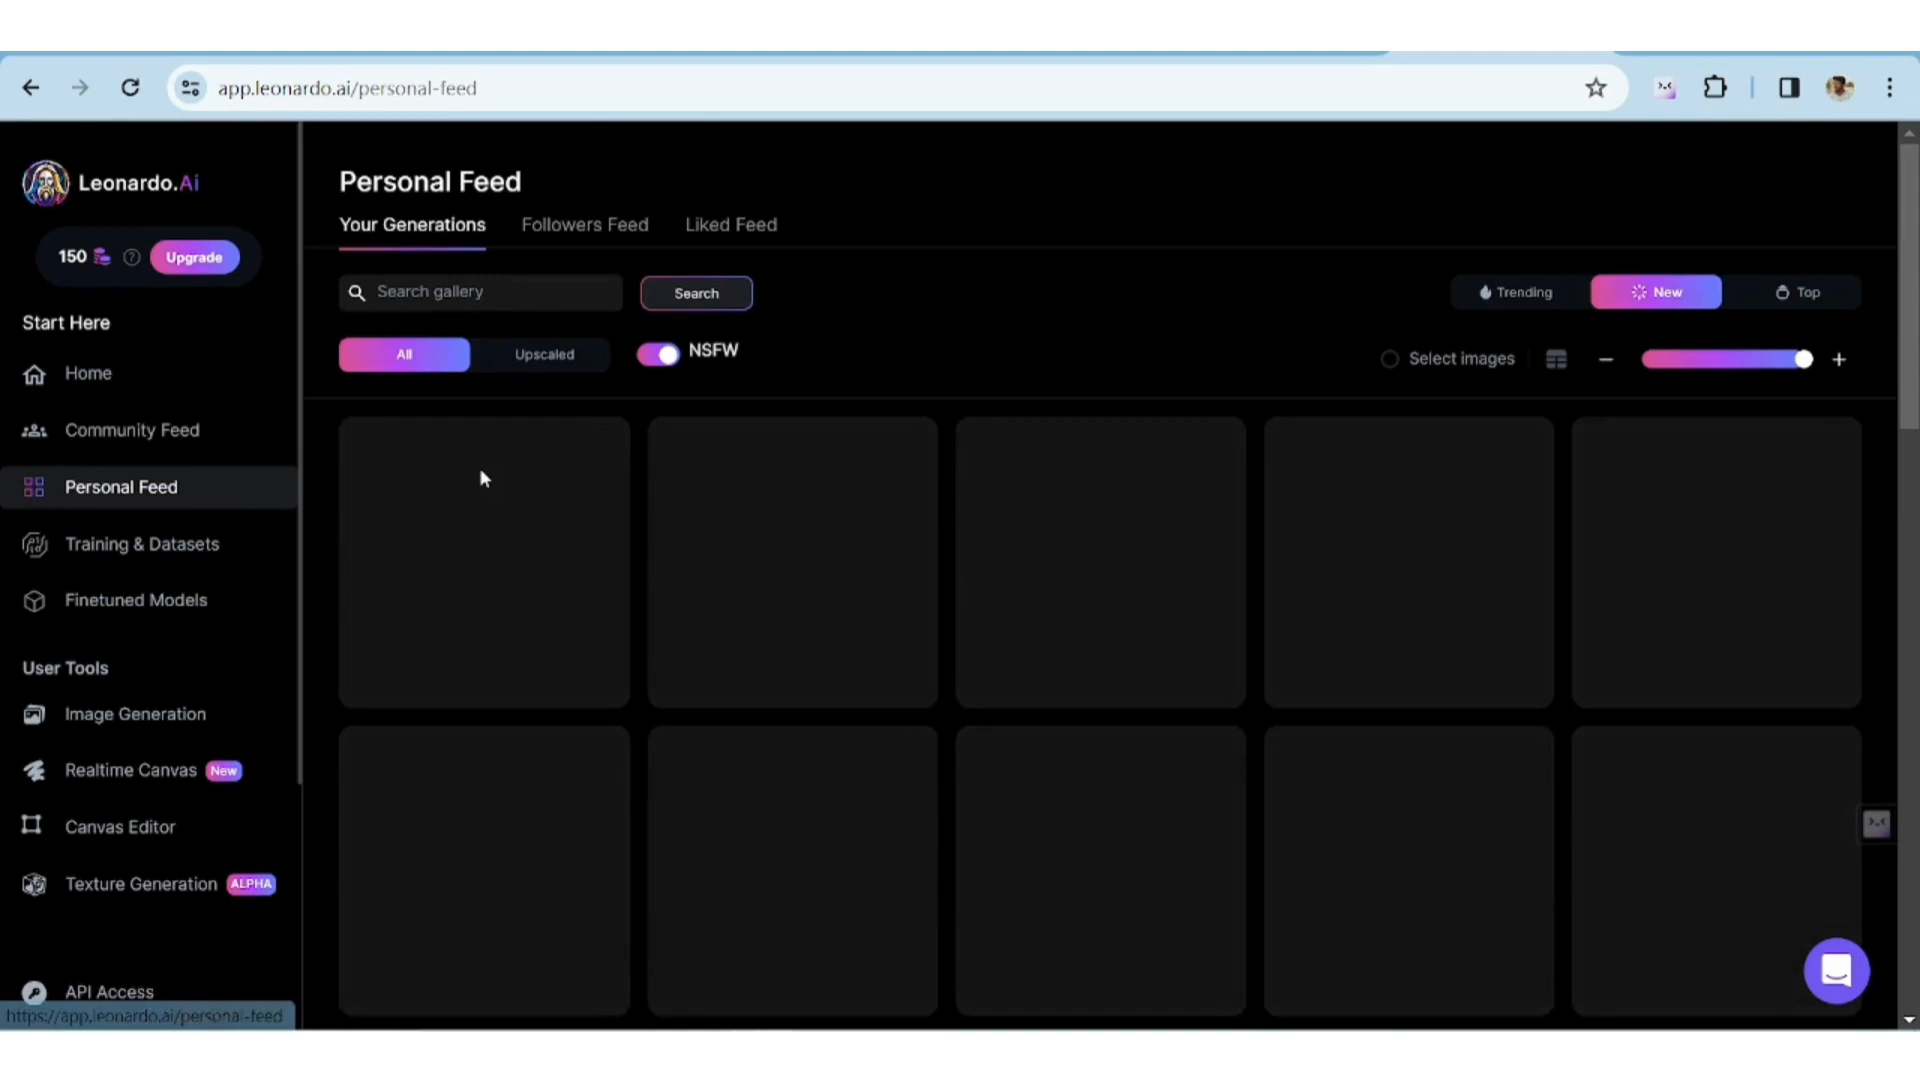 app.leonardo.ai/personal-feed
Leonardo.Ai
150
Upgrade
Start Here
Home
Community Feed
Personal Feed
Training & Datasets
Finetuned Models
User Tools
Image Generation
Realtime Canvas New
Canvas Editor
Texture Generation ALPHA
API Access
https://app.leonardo.ai/personal-feed
Personal Feed
Your Generations Followers Feed Liked Feed
Search gallery Search
Trending New Top
All Upscaled NSFW
Select images